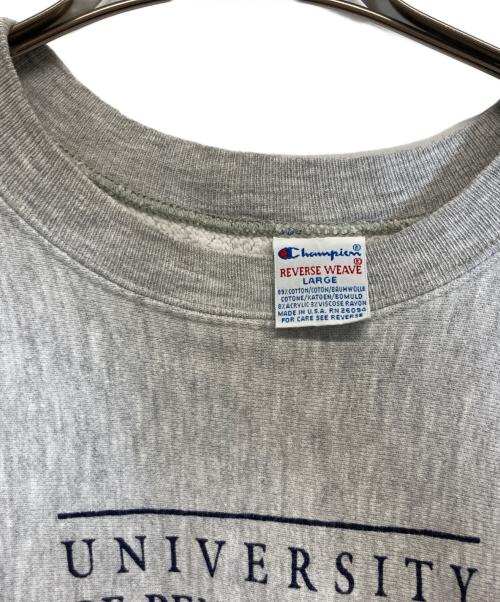 Champion®
REVERSE WEAVE®
LARGE
89% COTTON/COTON/BAUMWOLLE
COTONE/KATOEN/BOMULD
8% ACRYLIC·3% VISCOSE RAYON
MADE IN U.S.A. RN 26094
FOR CARE SEE REVERSE
UNIVERSITY